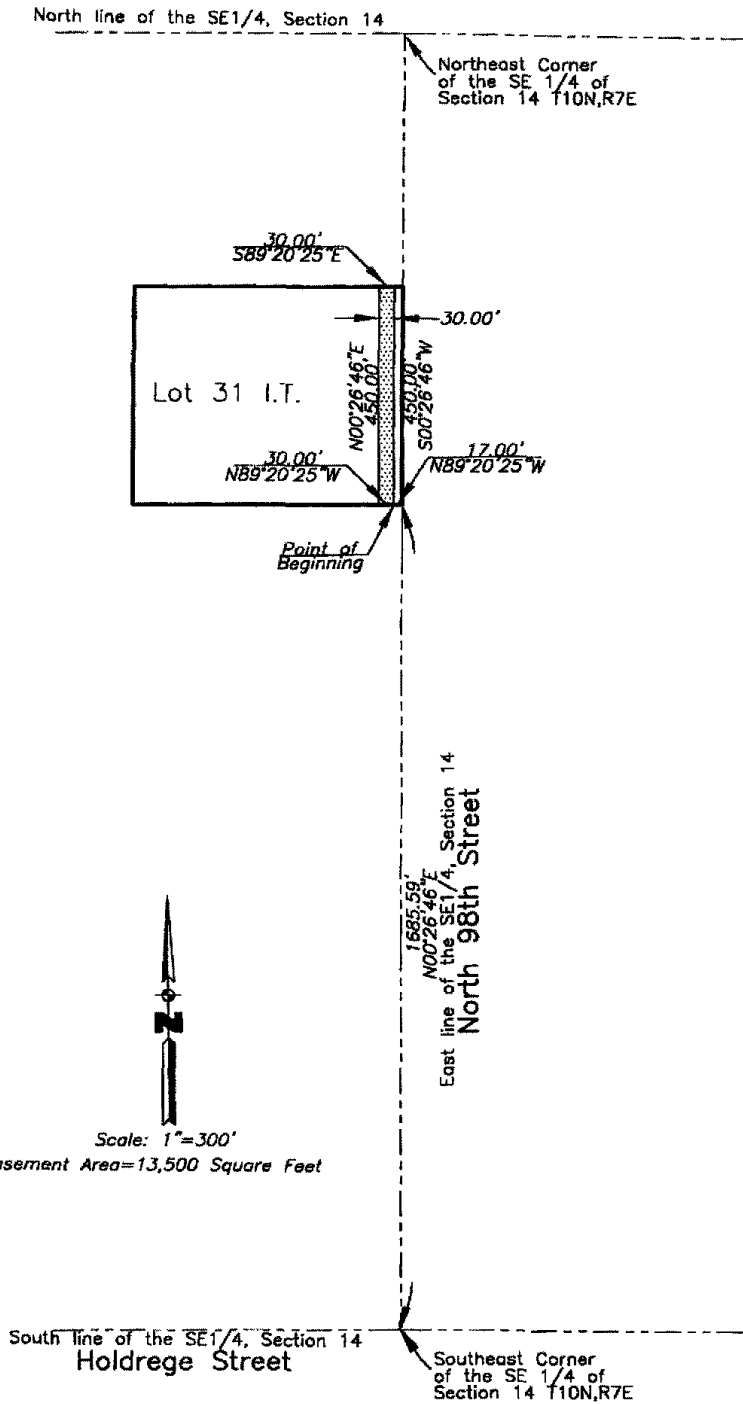 North line of the SE1/4, Section 14
Northeast Corner
of the SE 1/4 of
Section 14 T10N,R7E
30.00'
S89°20'25"E
30.00'
N00°26'46"E
450.00'
450.00'
S00°26'46"W
Lot 31 I.T.
30.00'
N89°20'25"W
17.00'
N89°20'25"W
Point of
Beginning
1685.59'
N00°26'46"E
East line of the SE1/4, Section 14
North 98th Street
N
Scale: 1"=300'
asement Area=13,500 Square Feet
South line of the SE1/4, Section 14
Holdrege Street
Southeast Corner
of the SE 1/4 of
Section 14 T10N,R7E